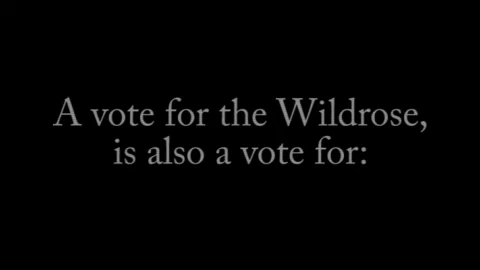 A vote for the Wildrose,
is also a vote for: